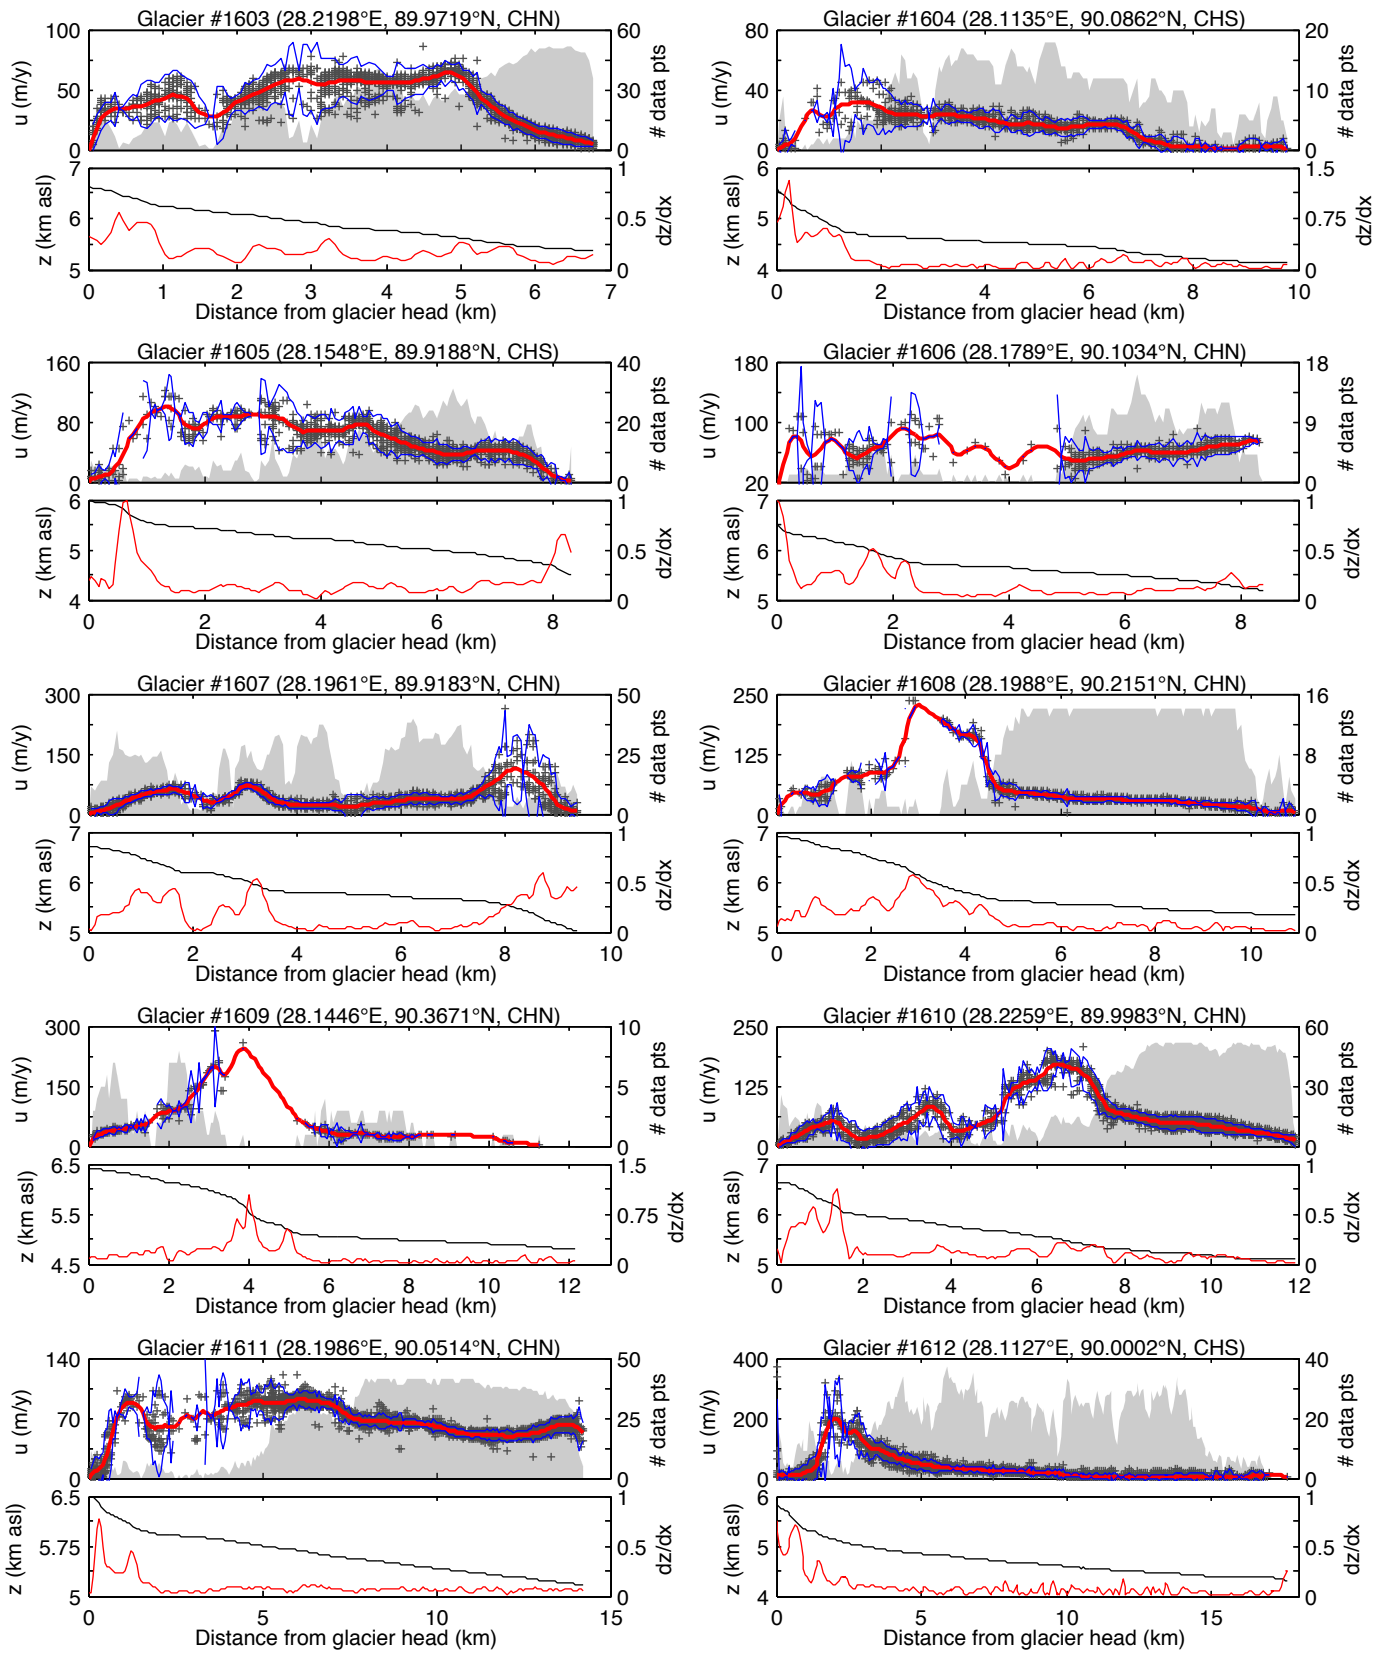 Glacier #1603 (28.2198°E, 89.9719°N, CHN)
100
50
0
u (m/y)
60
30
0
# data pts
7
6
5
z (km asl)
1
0.5
0
dz/dx
0 1 2 3 4 5 6 7
Distance from glacier head (km)
Glacier #1604 (28.1135°E, 90.0862°N, CHS)
80
40
0
u (m/y)
20
10
0
# data pts
6
5
4
z (km asl)
1.5
0.75
0
dz/dx
0 2 4 6 8 10
Distance from glacier head (km)
Glacier #1605 (28.1548°E, 89.9188°N, CHS)
160
80
0
u (m/y)
40
20
0
# data pts
6
5
4
z (km asl)
1
0.5
0
dz/dx
0 2 4 6 8
Distance from glacier head (km)
Glacier #1606 (28.1789°E, 90.1034°N, CHN)
180
100
20
u (m/y)
18
9
0
# data pts
7
6
5
z (km asl)
1
0.5
0
dz/dx
0 2 4 6 8
Distance from glacier head (km)
Glacier #1607 (28.1961°E, 89.9183°N, CHN)
300
150
0
u (m/y)
50
25
0
# data pts
7
6
5
z (km asl)
1
0.5
0
dz/dx
0 2 4 6 8 10
Distance from glacier head (km)
Glacier #1608 (28.1988°E, 90.2151°N, CHN)
250
125
0
u (m/y)
16
8
0
# data pts
7
6
5
z (km asl)
1
0.5
0
dz/dx
0 2 4 6 8 10
Distance from glacier head (km)
Glacier #1609 (28.1446°E, 90.3671°N, CHN)
300
150
0
u (m/y)
10
5
0
# data pts
6.5
5.5
4.5
z (km asl)
1.5
0.75
0
dz/dx
0 2 4 6 8 10 12
Distance from glacier head (km)
Glacier #1610 (28.2259°E, 89.9983°N, CHN)
250
125
0
u (m/y)
60
30
0
# data pts
7
6
5
z (km asl)
1
0.5
0
dz/dx
0 2 4 6 8 10 12
Distance from glacier head (km)
Glacier #1611 (28.1986°E, 90.0514°N, CHN)
140
70
0
u (m/y)
50
25
0
# data pts
6.5
5.75
5
z (km asl)
1
0.5
0
dz/dx
0 5 10 15
Distance from glacier head (km)
Glacier #1612 (28.1127°E, 90.0002°N, CHS)
400
200
0
u (m/y)
40
20
0
# data pts
6
5
4
z (km asl)
1
0.5
0
dz/dx
0 5 10 15
Distance from glacier head (km)